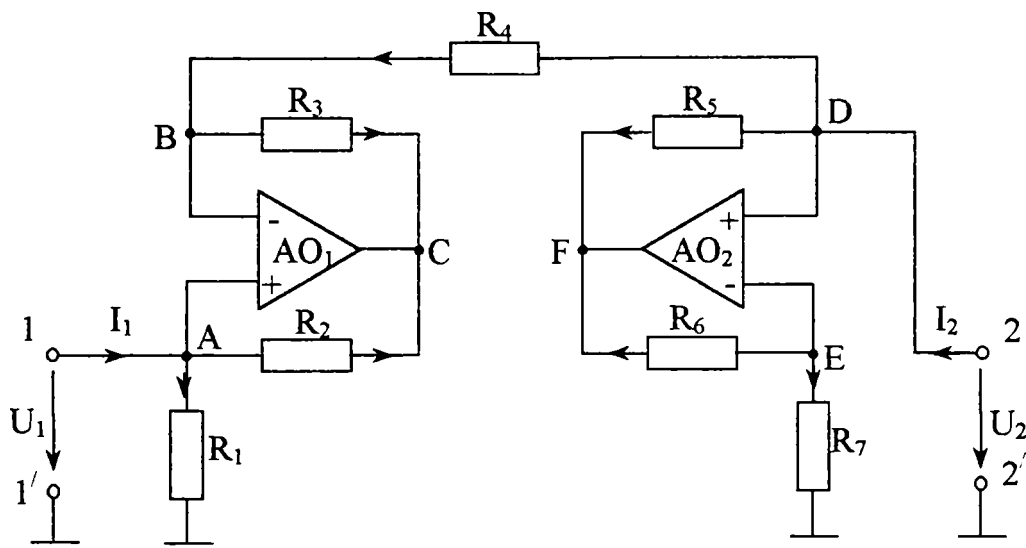 R₄
R₃
R₅
D
B
-
+
AO₁
C
F
AO₂
+
-
1
I₁
A
R₂
R₆
E
I₂
2
U₁
R₁
R₇
U₂
1′
2′